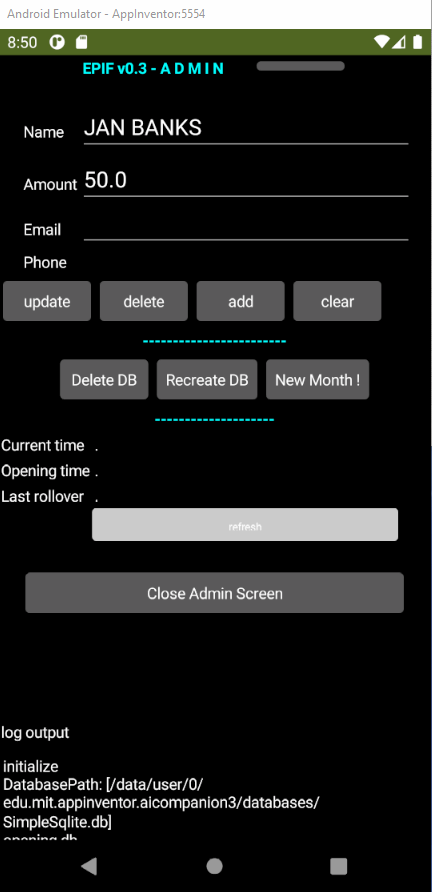 Android Emulator - AppInventor:5554
8:50
EPIF v0.3 - A D M I N
Name JAN BANKS
Amount 50.0
Email
Phone
update delete add clear
------------------------
Delete DB Recreate DB New Month !
--------------------
Current time .
Opening time .
Last rollover .
refresh
Close Admin Screen
log output
initialize
DatabasePath: [/data/user/0/
edu.mit.appinventor.aicompanion3/databases/
SimpleSqlite.db]
opening db